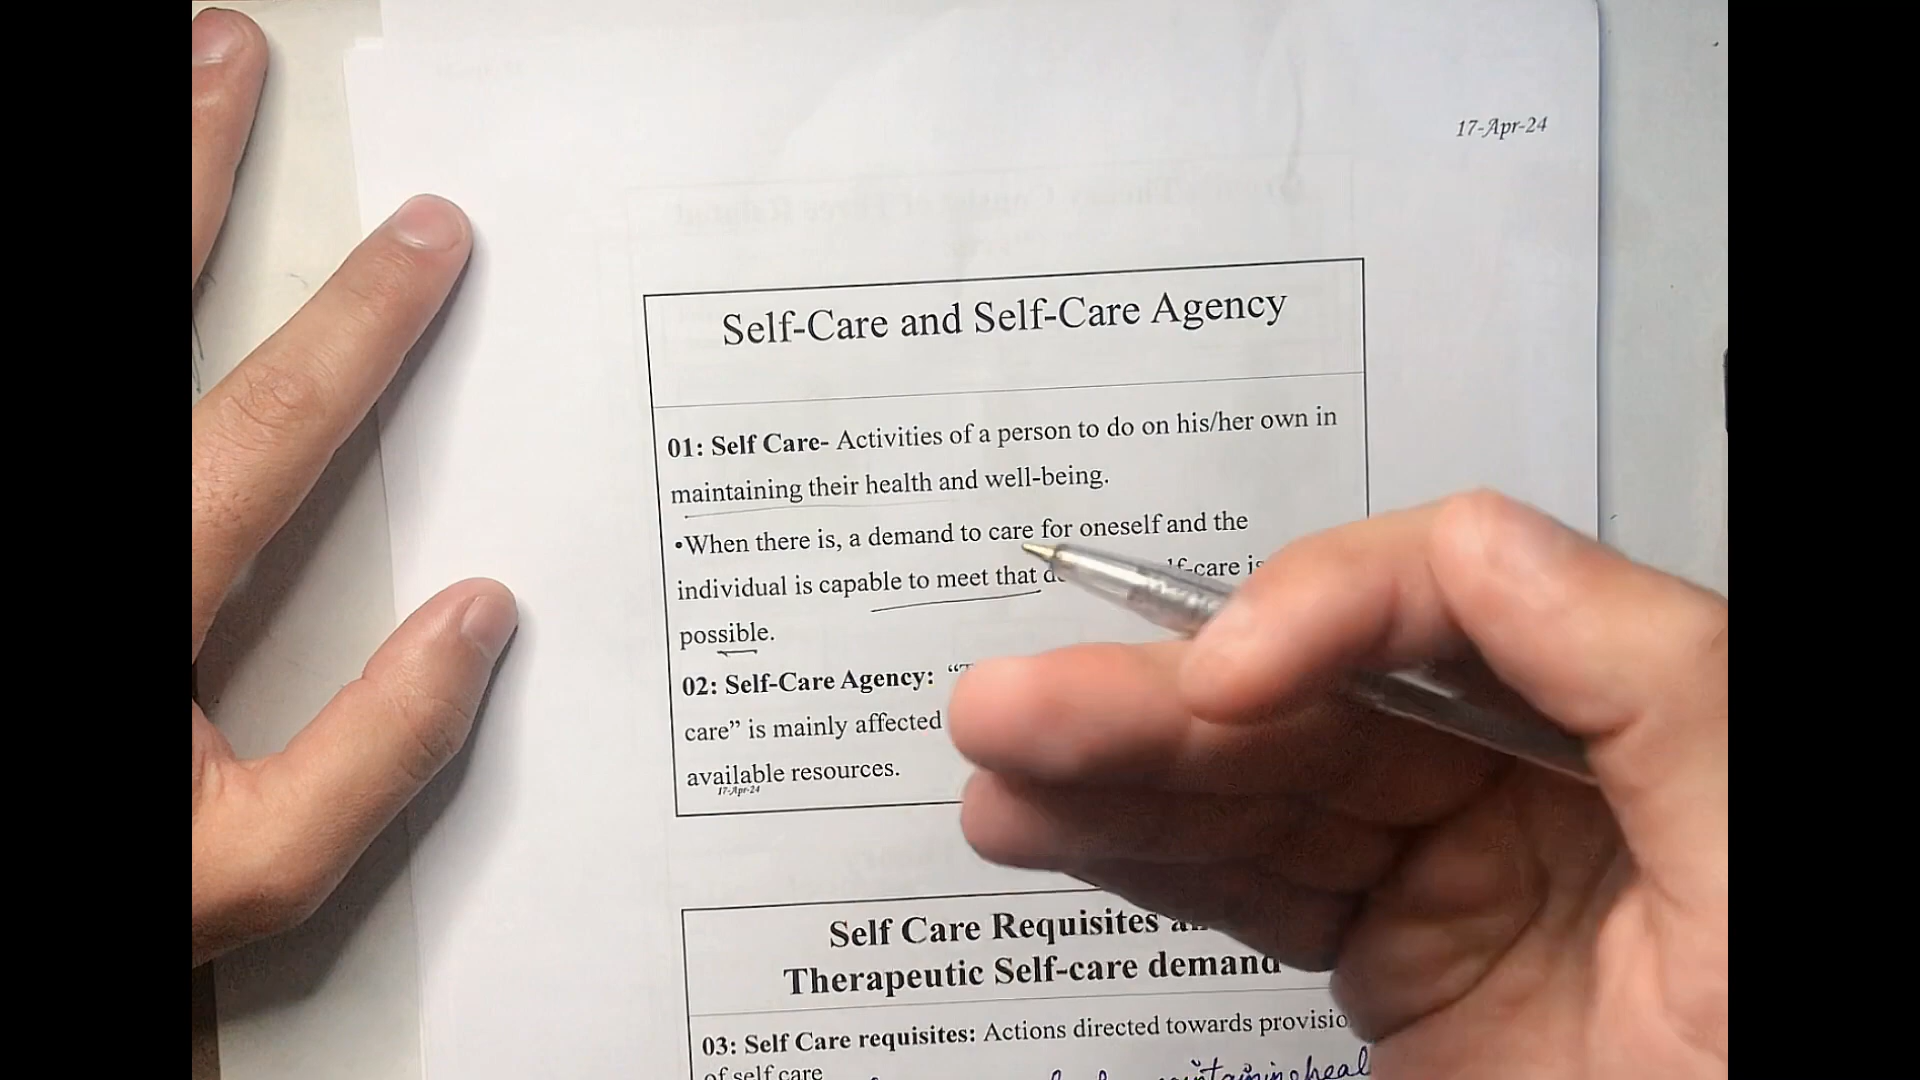 17-Apr-24
Self-Care and Self-Care Agency
01: Self Care- Activities of a person to do on his/her own in
maintaining their health and well-being.
•When there is, a demand to care for oneself and the
individual is capable to meet that care is
possible.
02: Self-Care Agency:
care” is mainly affected
available resources.
17-Apr-24
Self Care Requisites
Therapeutic Self-care demand
03: Self Care requisites: Actions directed towards
of self care